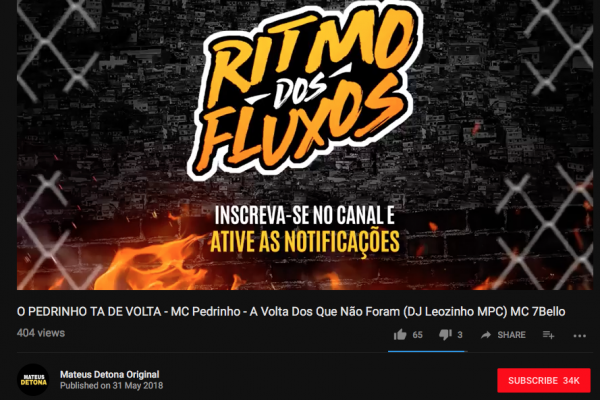 RITMO
DOS
FLUXOS
INSCREVA-SE NO CANAL E
ATIVE AS NOTIFICAÇÕES
O PEDRINHO TA DE VOLTA - MC Pedrinho - A Volta Dos Que Não Foram (DJ Leozinho MPC) MC 7Bello
404 views
65 3 SHARE
MATEUS
DETONA
Mateus Detona Original
Published on 31 May 2018
SUBSCRIBE 34K